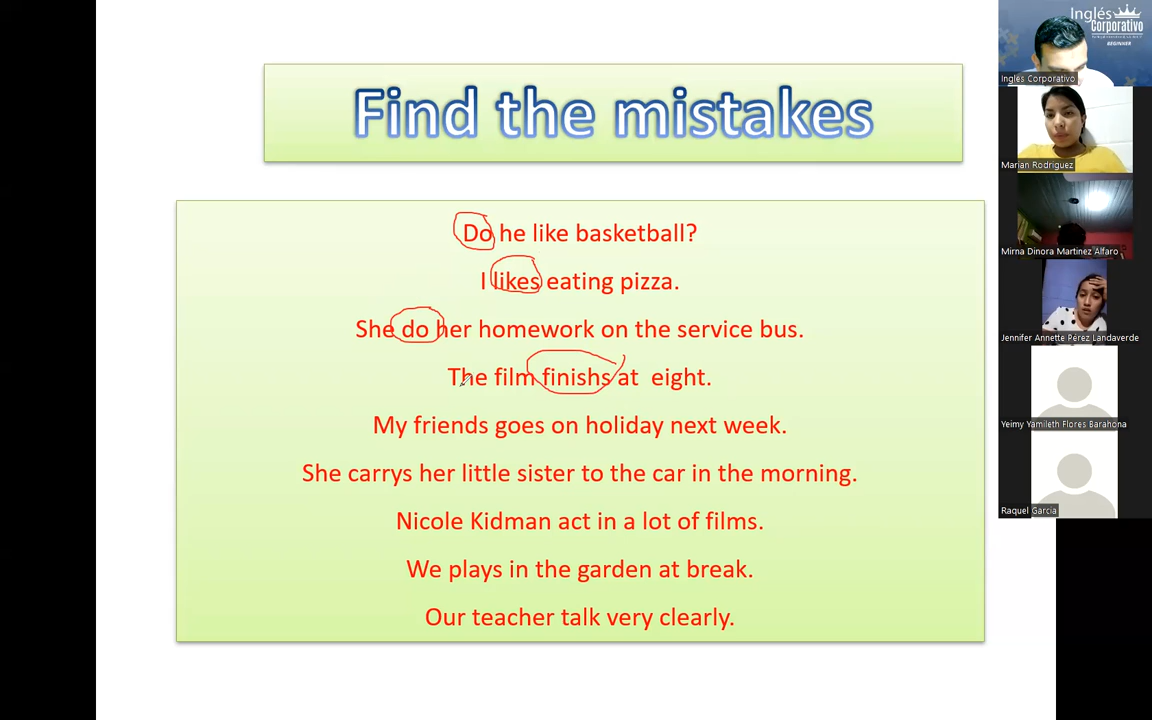 Find the mistakes
Do he like basketball?
I likes eating pizza.
She do her homework on the service bus.
The film finishs at eight.
My friends goes on holiday next week.
She carrys her little sister to the car in the morning.
Nicole Kidman act in a lot of films.
We plays in the garden at break.
Our teacher talk very clearly.
Inglés
Corporativo
BEGINNER
Inglés Corporativo
Marian Rodriguez
Mirna Dinora Martinez Alfaro
Jennifer Annette Pérez Landaverde
Yeimy Yamileth Flores Barahona
Raquel Garcia